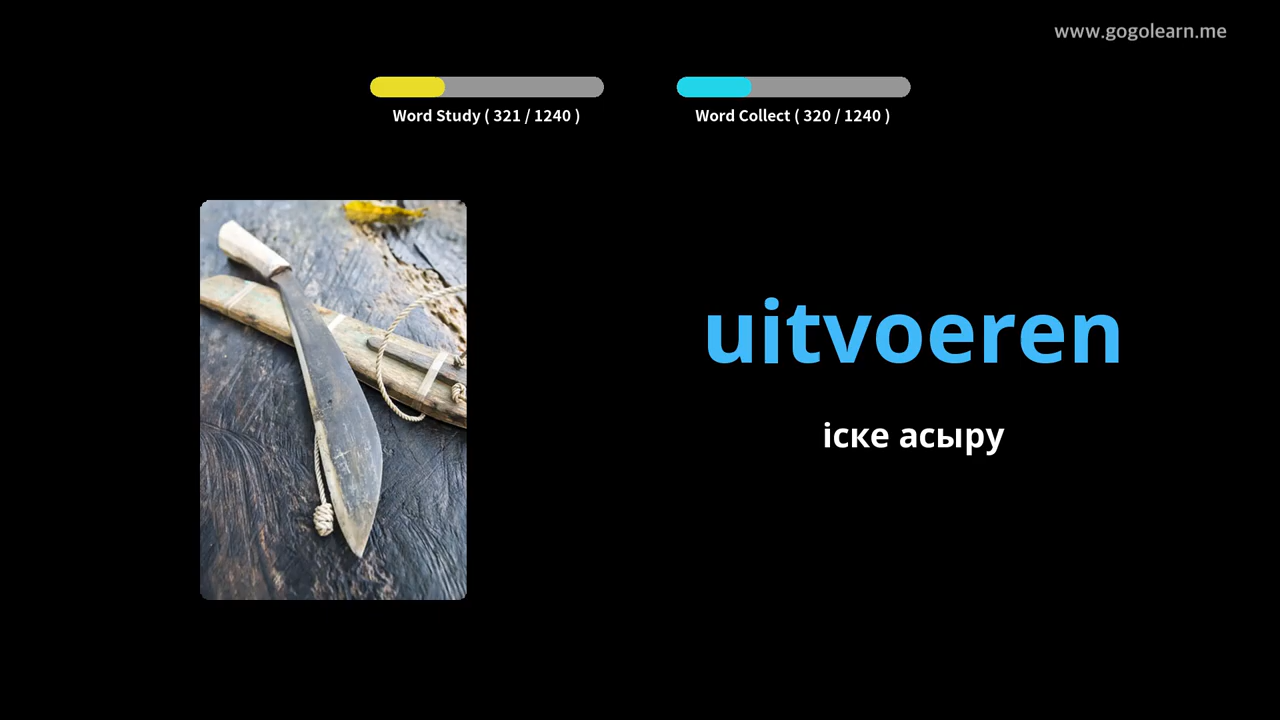 www.gogolearn.me
Word Study ( 321 / 1240 )
Word Collect ( 320 / 1240 )
uitvoeren
іске асыру